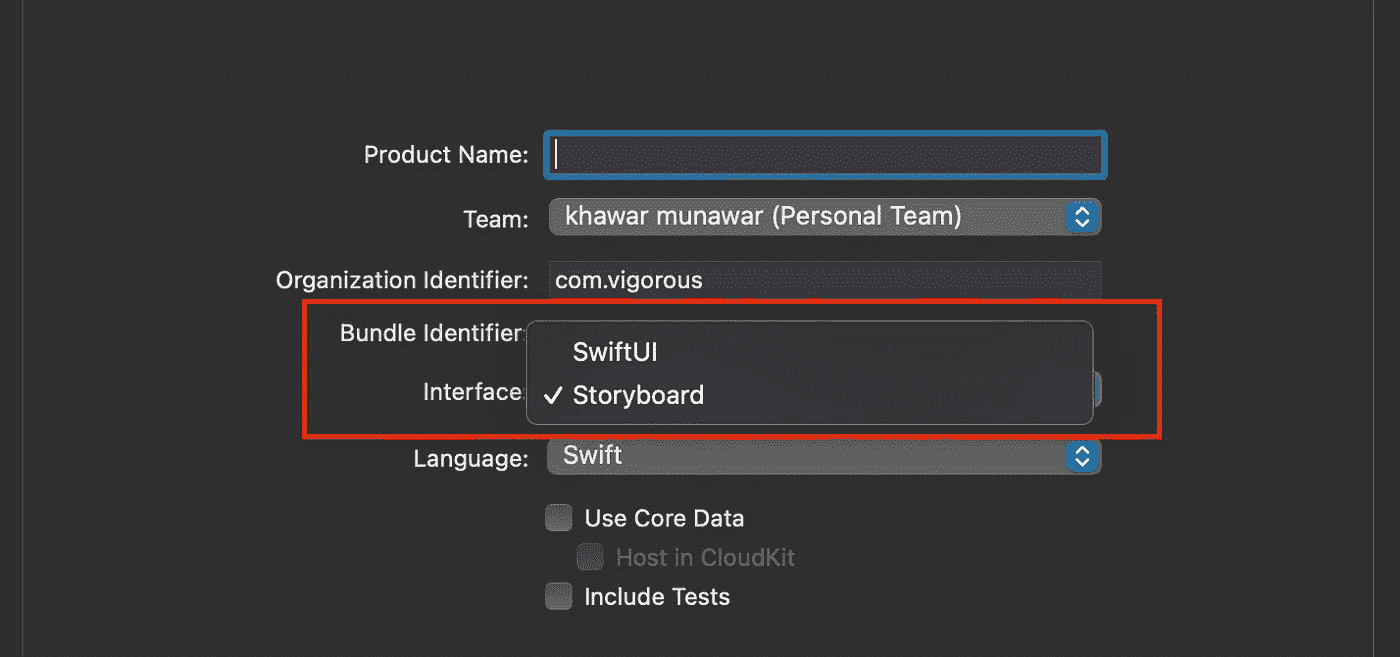 Product Name:
Team: khawar munawar (Personal Team)
Organization Identifier: com.vigorous
Bundle Identifier:
SwiftUI
Interface: ✓ Storyboard
Language: Swift
Use Core Data
Host in CloudKit
Include Tests